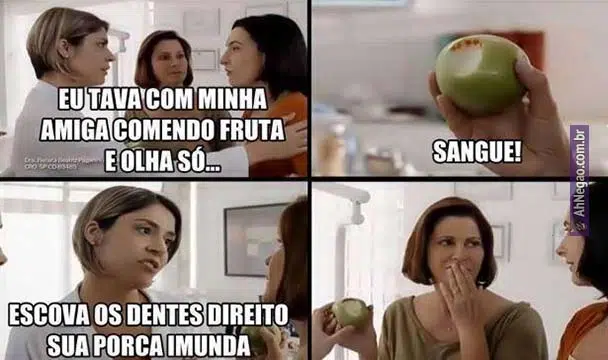 EU TAVA COM MINHA
AMIGA COMENDO FRUTA
E OLHA SÓ...
SANGUE!
AhNegao.com.br
ESCOVA OS DENTES DIREITO
SUA PORCA IMUNDA